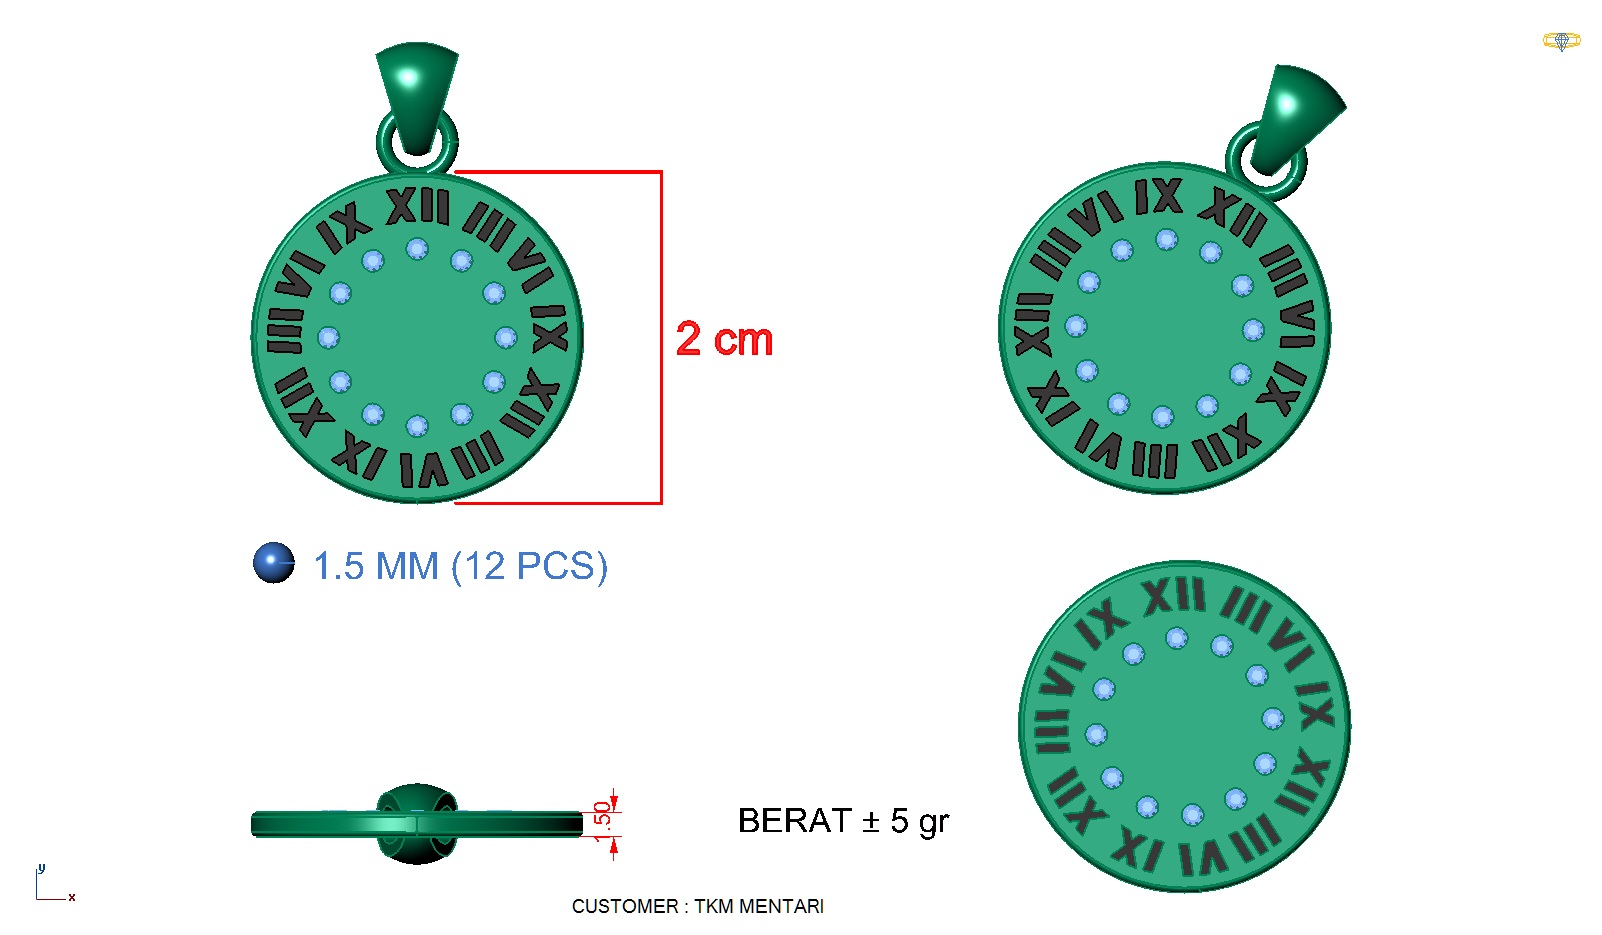 XII III VI IX XII III VI IX XII III VI IX
2 cm
XII III VI IX XII III VI IX XII III VI IX
1.5 MM (12 PCS)
XII III VI IX XII III VI IX XII III VI IX
1.50
BERAT ± 5 gr
y
x
CUSTOMER : TKM MENTARI